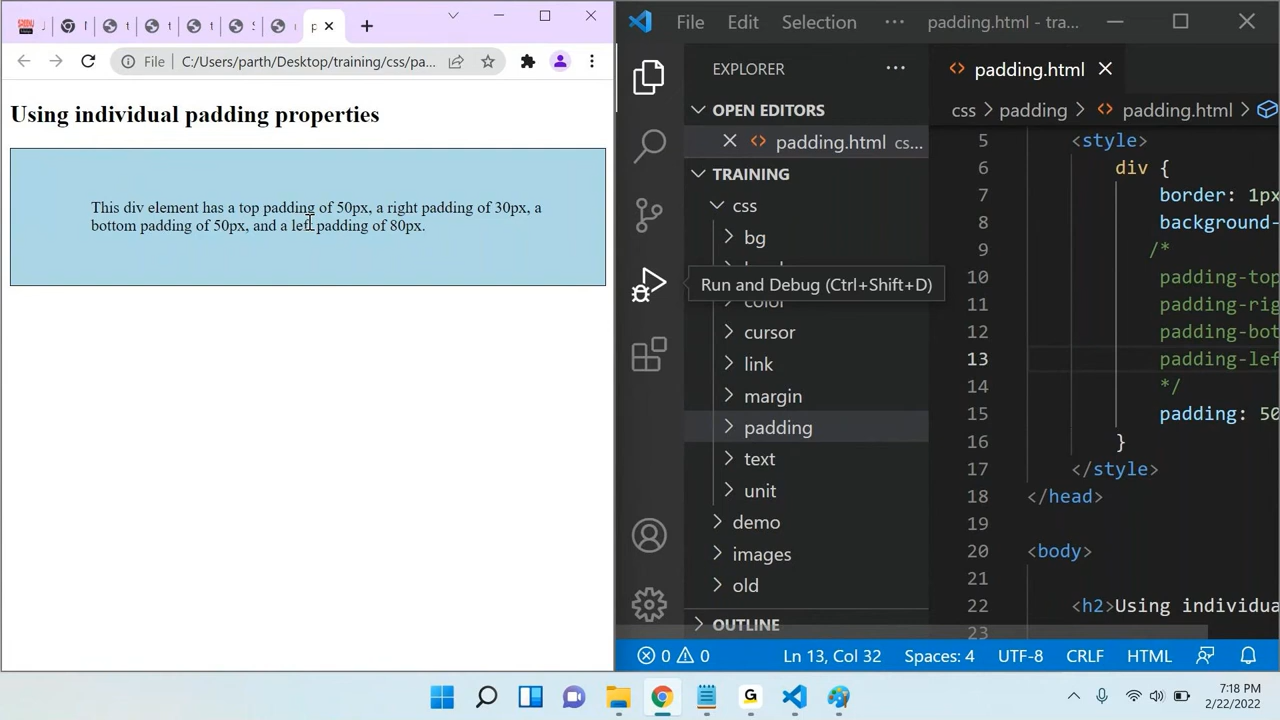 p
File C:/Users/parth/Desktop/training/css/pa...
Using individual padding properties
This div element has a top padding of 50px, a right padding of 30px, a
bottom padding of 50px, and a left padding of 80px.
File Edit Selection ··· padding.html - tra...
EXPLORER ···
OPEN EDITORS
padding.html cs...
TRAINING
css
bg
Run and Debug (Ctrl+Shift+D)
color
cursor
link
margin
padding
text
unit
demo
images
old
OUTLINE
padding.html
css > padding > padding.html >
5 <style>
6 div {
7 border: 1px
8 background-
9 /*
10 padding-top
11 padding-rig
12 padding-bot
13 padding-lef
14 */
15 padding: 50
16 }
17 </style>
18 </head>
19
20 <body>
21
22 <h2>Using individua
23
0 0 Ln 13, Col 32 Spaces: 4 UTF-8 CRLF HTML
G
7:18 PM
2/22/2022